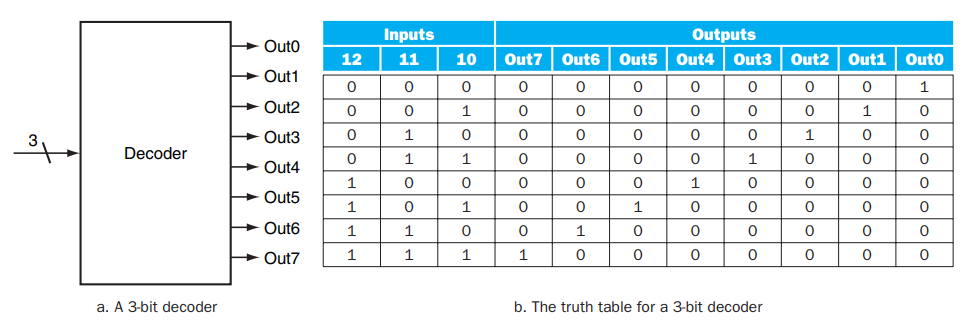 3
Decoder
Out0
Out1
Out2
Out3
Out4
Out5
Out6
Out7
a. A 3-bit decoder
Inputs Outputs
12 11 10 Out7 Out6 Out5 Out4 Out3 Out2 Out1 Out0
0 0 0 0 0 0 0 0 0 0 1
0 0 1 0 0 0 0 0 0 1 0
0 1 0 0 0 0 0 0 1 0 0
0 1 1 0 0 0 0 1 0 0 0
1 0 0 0 0 0 1 0 0 0 0
1 0 1 0 0 1 0 0 0 0 0
1 1 0 0 1 0 0 0 0 0 0
1 1 1 1 0 0 0 0 0 0 0
b. The truth table for a 3-bit decoder